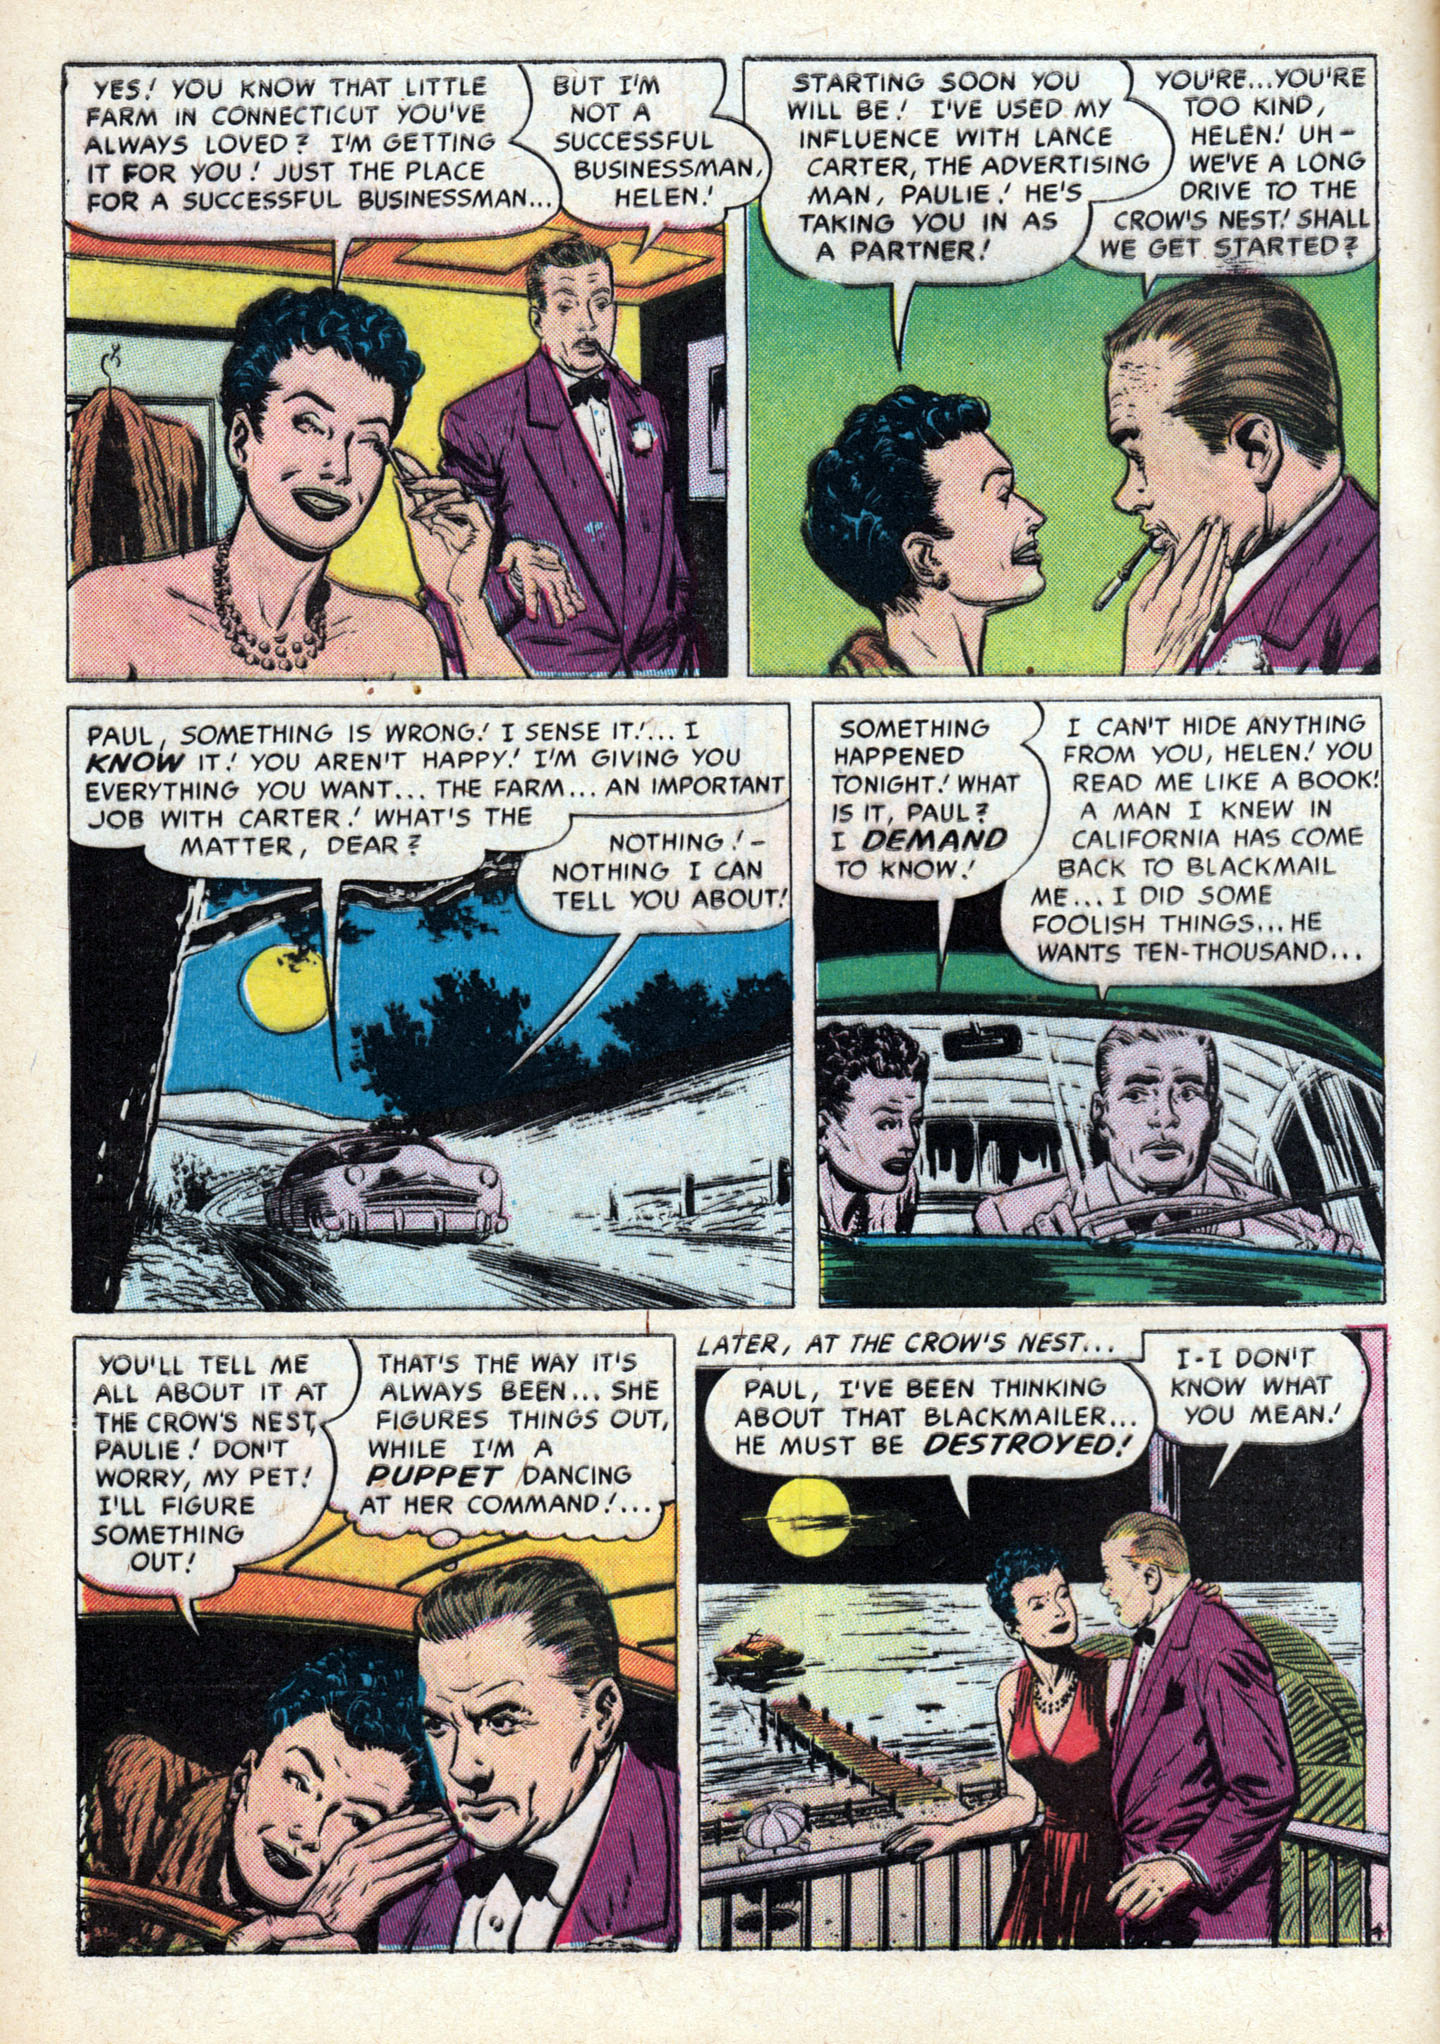 YES! YOU KNOW THAT LITTLE
FARM IN CONNECTICUT YOU'VE
ALWAYS LOVED? I'M GETTING
IT FOR YOU! JUST THE PLACE
FOR A SUCCESSFUL BUSINESSMAN...
BUT I'M
NOT A
SUCCESSFUL
BUSINESSMAN,
HELEN!
STARTING SOON YOU
WILL BE! I'VE USED MY
INFLUENCE WITH LANCE
CARTER, THE ADVERTISING
MAN, PAULIE! HE'S
TAKING YOU IN AS
A PARTNER!
YOU'RE...YOU'RE
TOO KIND,
HELEN! UH-
WE'VE A LONG
DRIVE TO THE
CROW'S NEST! SHALL
WE GET STARTED?
PAUL, SOMETHING IS WRONG! I SENSE IT!... I
KNOW IT! YOU AREN'T HAPPY! I'M GIVING YOU
EVERYTHING YOU WANT... THE FARM... AN IMPORTANT
JOB WITH CARTER! WHAT'S THE
MATTER, DEAR?
NOTHING!-
NOTHING I CAN
TELL YOU ABOUT!
SOMETHING
HAPPENED
TONIGHT! WHAT
IS IT, PAUL?
I DEMAND
TO KNOW!
I CAN'T HIDE ANYTHING
FROM YOU, HELEN! YOU
READ ME LIKE A BOOK!
A MAN I KNEW IN
CALIFORNIA HAS COME
BACK TO BLACKMAIL
ME... I DID SOME
FOOLISH THINGS... HE
WANTS TEN-THOUSAND...
YOU'LL TELL ME
ALL ABOUT IT AT
THE CROW'S NEST,
PAULIE! DON'T
WORRY, MY PET!
I'LL FIGURE
SOMETHING
OUT!
THAT'S THE WAY IT'S
ALWAYS BEEN... SHE
FIGURES THINGS OUT,
WHILE I'M A
PUPPET DANCING
AT HER COMMAND!...
LATER, AT THE CROW'S NEST...
PAUL, I'VE BEEN THINKING
ABOUT THAT BLACKMAILER...
HE MUST BE DESTROYED!
I-I DON'T
KNOW WHAT
YOU MEAN!
4